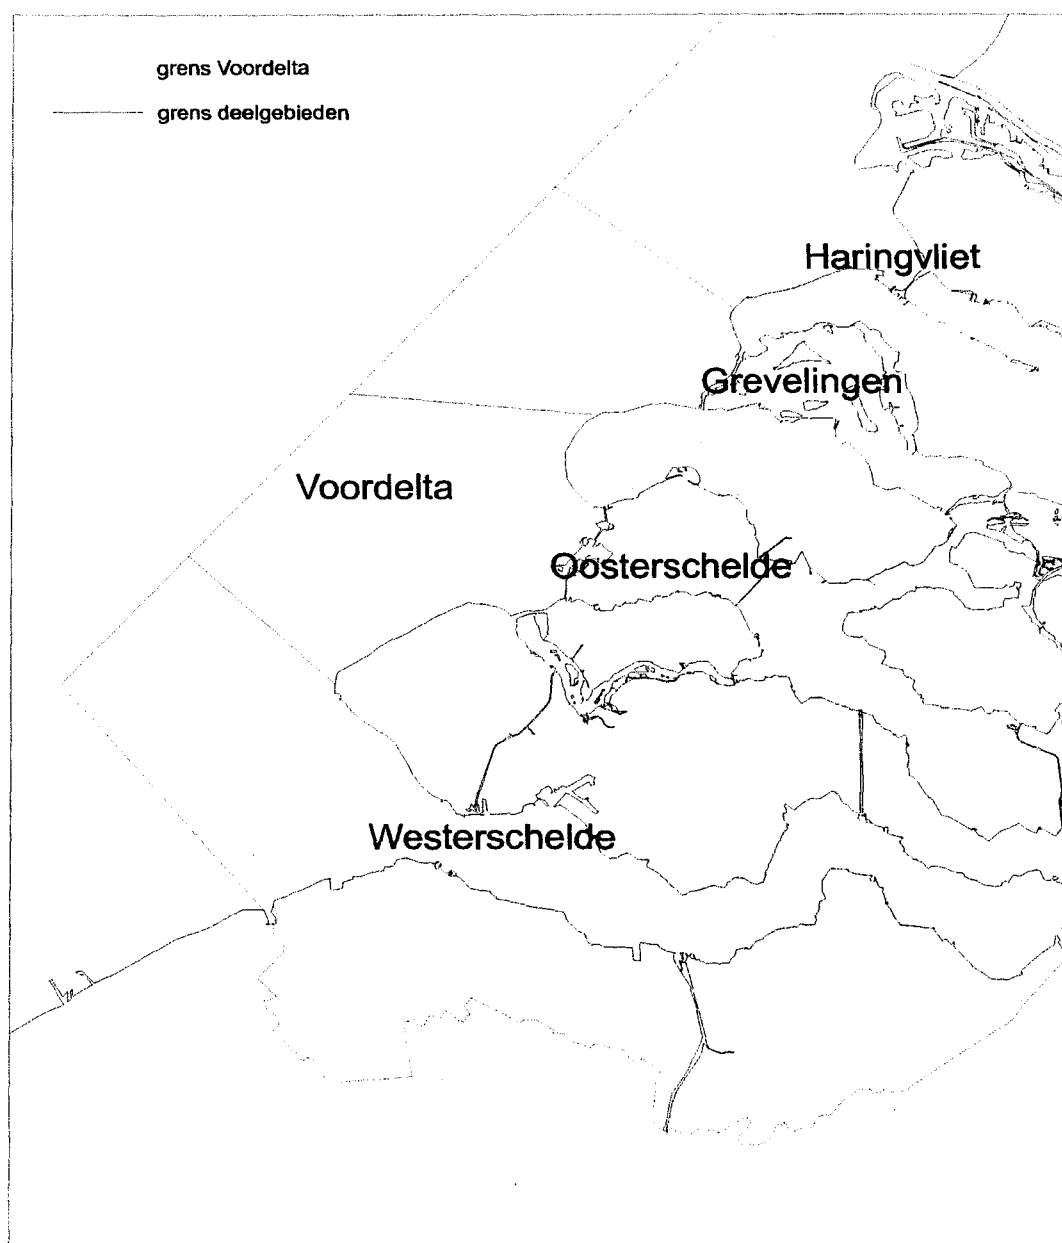 grens Voordelta
grens deelgebieden
Haringvliet
Grevelingen
Voordelta
Oosterschelde
Westerschelde